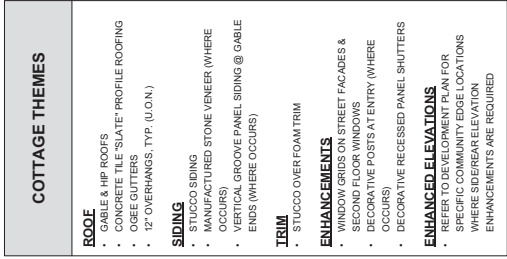 COTTAGE THEMES
ROOF
• GABLE & HIP ROOFS
• CONCRETE TILE "SLATE" PROFILE ROOFING
• OGEE GUTTERS
• 12" OVERHANGS, TYP. (U.O.N.)
SIDING
• STUCCO SIDING
• MANUFACTURED STONE VENEER (WHERE
OCCURS)
• VERTICAL GROOVE PANEL SIDING @ GABLE
ENDS (WHERE OCCURS)
TRIM
• STUCCO OVER FOAM TRIM
ENHANCEMENTS
• WINDOW GRIDS ON STREET FACADES &
SECOND FLOOR WINDOWS
• DECORATIVE POSTS AT ENTRY (WHERE
OCCURS)
• DECORATIVE RECESSED PANEL SHUTTERS
ENHANCED ELEVATIONS
• REFER TO DEVELOPMENT PLAN FOR
SPECIFIC COMMUNITY EDGE LOCATIONS
WHERE SIDE/REAR ELEVATION
ENHANCEMENTS ARE REQUIRED